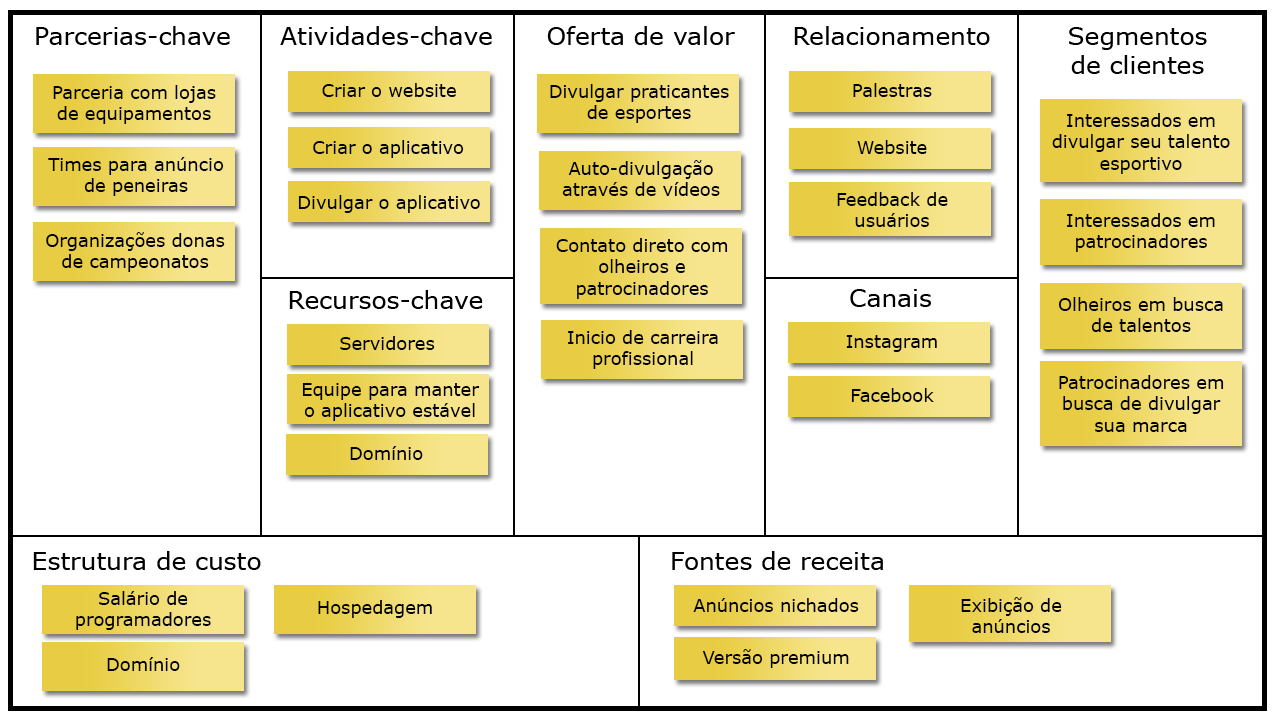 Parcerias-chave
Parceria com lojas
de equipamentos
Times para anúncio
de peneiras
Organizações donas
de campeonatos
Atividades-chave
Criar o website
Criar o aplicativo
Divulgar o aplicativo
Recursos-chave
Servidores
Equipe para manter
o aplicativo estável
Domínio
Oferta de valor
Divulgar praticantes
de esportes
Auto-divulgação
através de vídeos
Contato direto com
olheiros e
patrocinadores
Inicio de carreira
profissional
Relacionamento
Palestras
Website
Feedback de
usuários
Canais
Instagram
Facebook
Segmentos
de clientes
Interessados em
divulgar seu talento
esportivo
Interessados em
patrocinadores
Olheiros em busca
de talentos
Patrocinadores em
busca de divulgar
sua marca
Estrutura de custo
Salário de
programadores
Hospedagem
Domínio
Fontes de receita
Anúncios nichados
Exibição de
anúncios
Versão premium